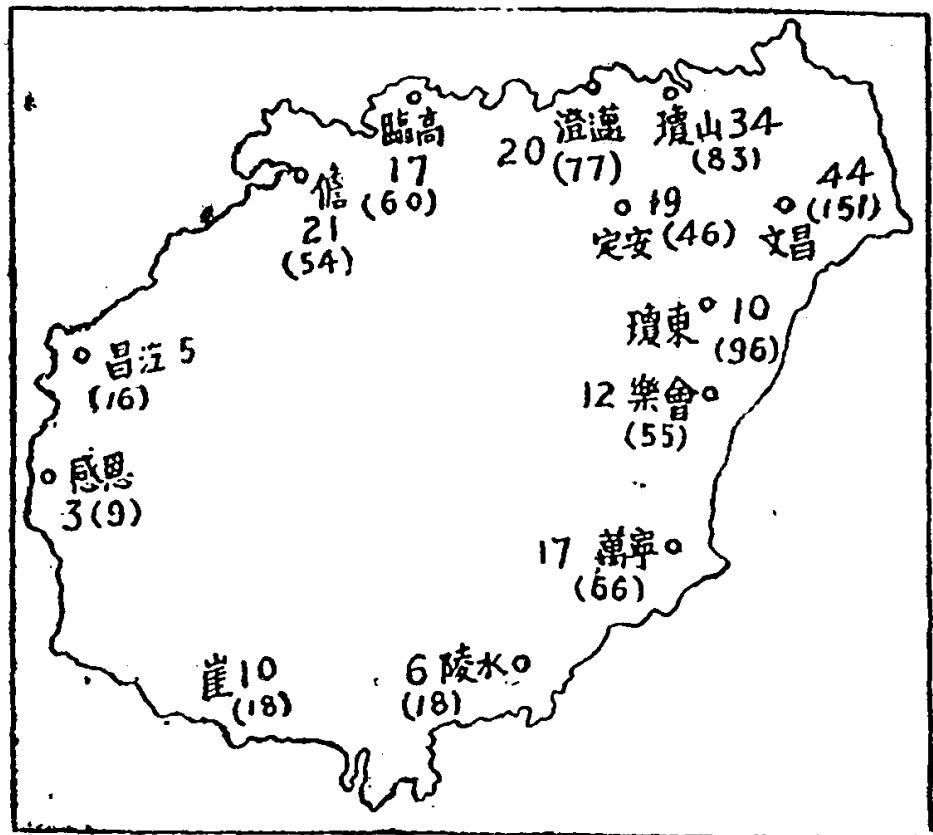 臨高
17
(60)
澄邁
20
(77)
瓊山34
(83)
44
(151)
文昌
儋
21
(54)
19
定安(46)
瓊東 10
(96)
昌江 5
(16)
12 樂會
(55)
感恩
3(9)
17 萬寧
(66)
崖10
(18)
6 陵水
(18)